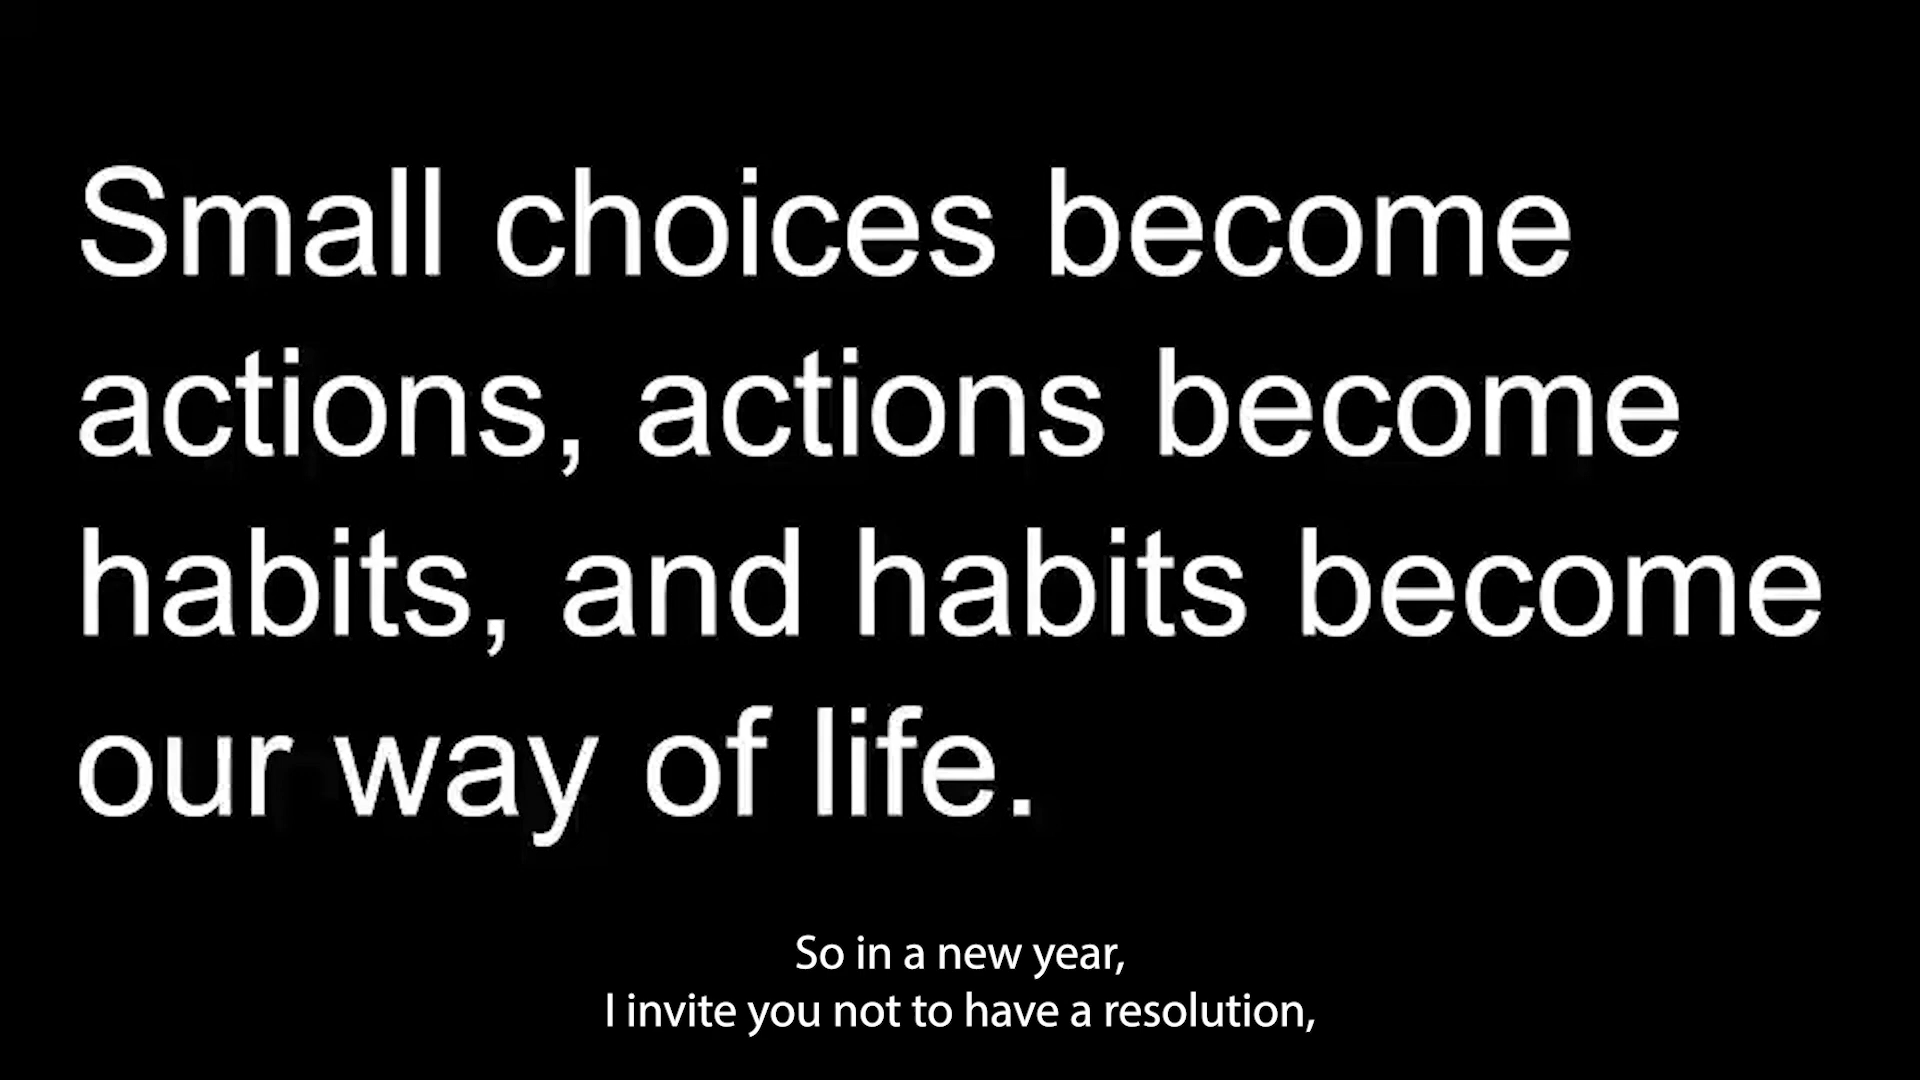 Small choices become
actions, actions become
habits, and habits become
our way of life.
So in a new year,
I invite you not to have a resolution,